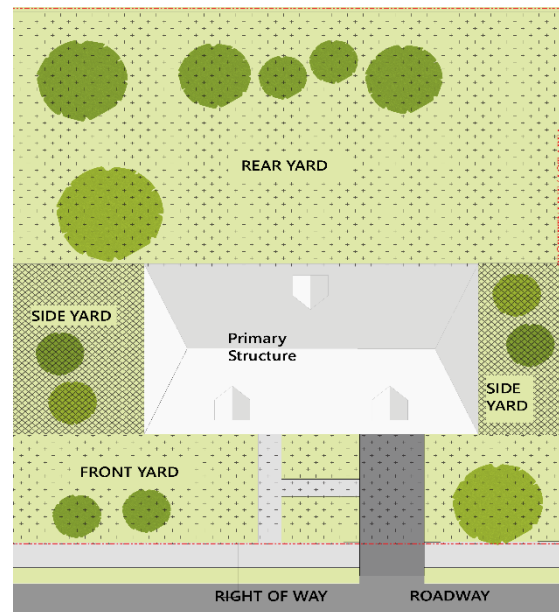 REAR YARD
SIDE YARD
Primary
Structure
SIDE
YARD
FRONT YARD
RIGHT OF WAY
ROADWAY